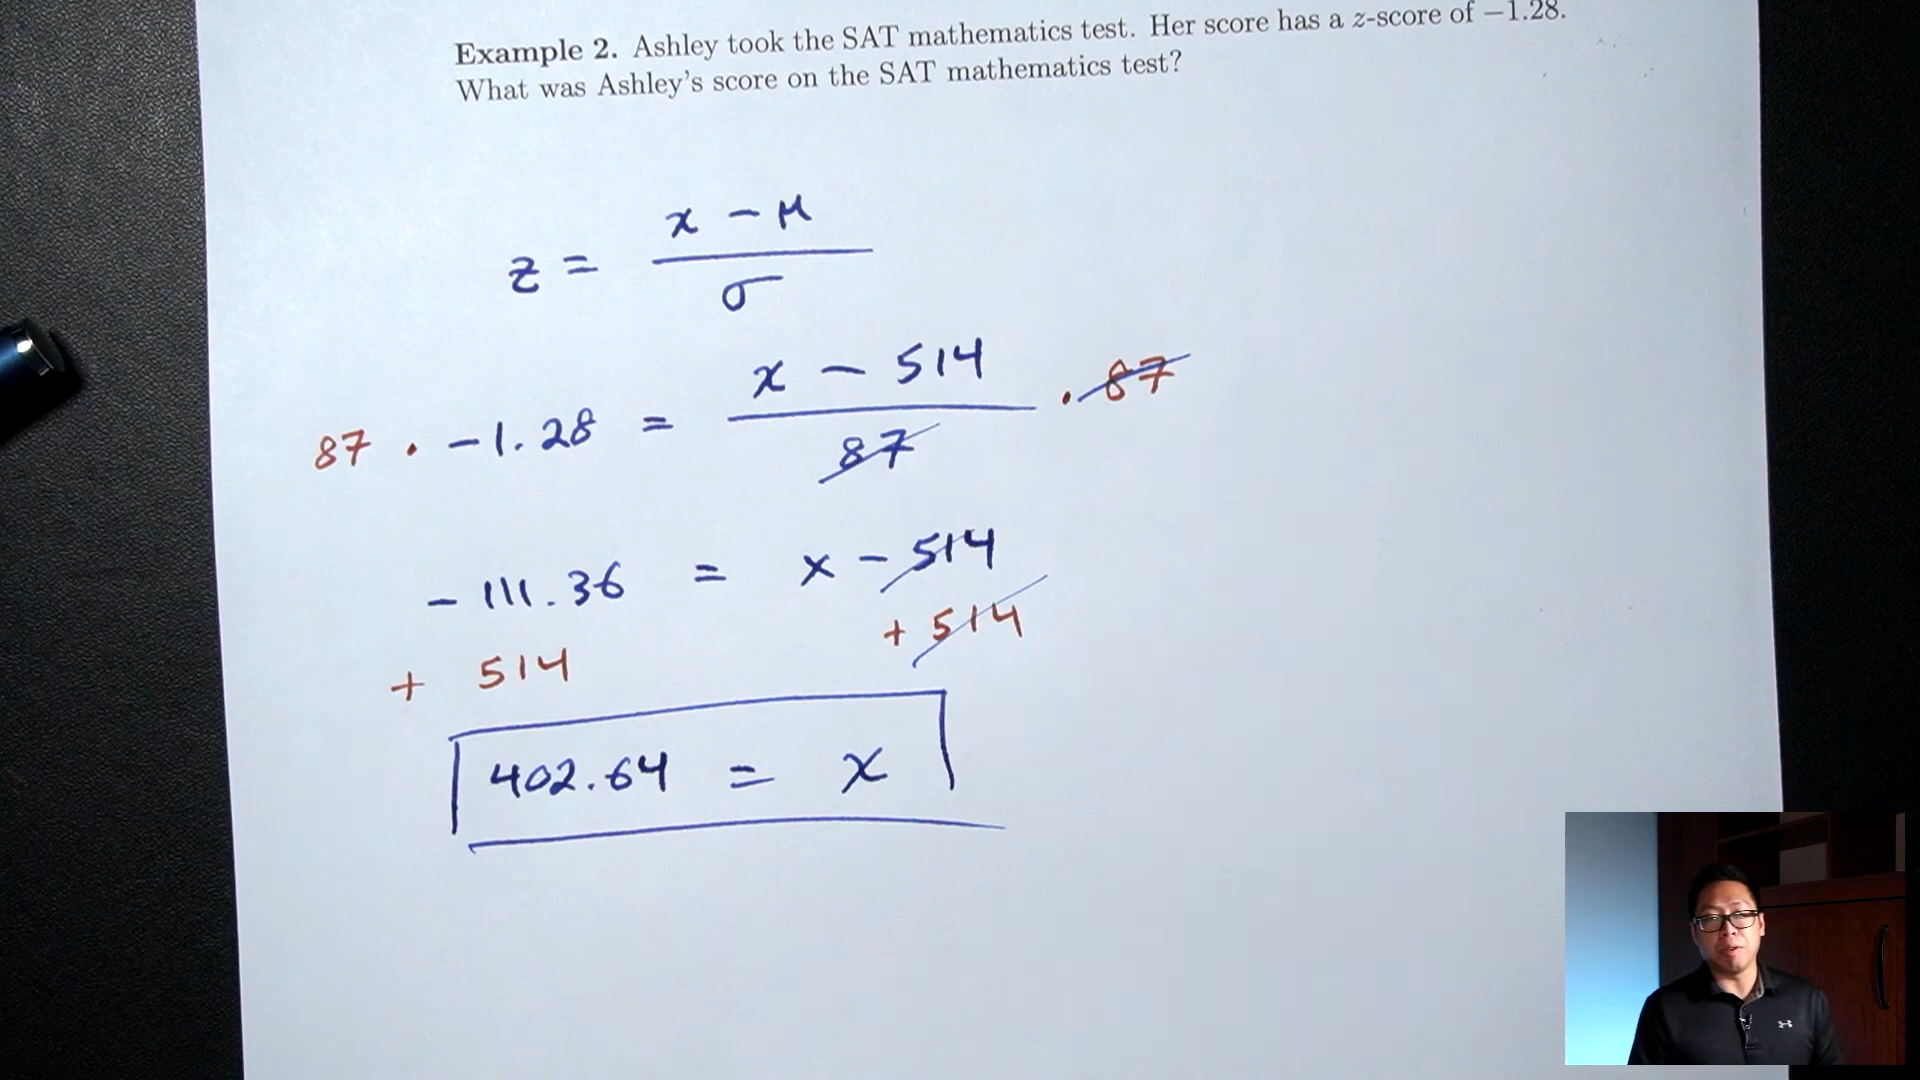 Example 2. Ashley took the SAT mathematics test. Her score has a z-score of −1.28.
What was Ashley's score on the SAT mathematics test?
z = x − μ / σ
87 · −1.28 = x − 514 / 87 · 87
− 111.36 = x − 514
+ 514 + 514
402.64 = x